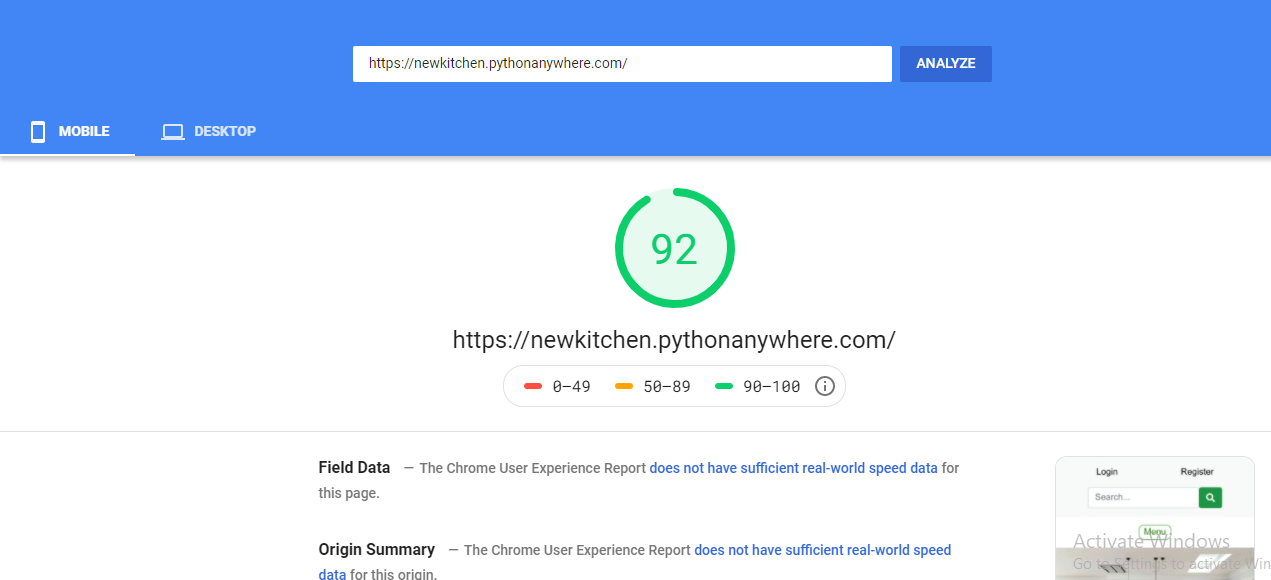 https://newkitchen.pythonanywhere.com/
ANALYZE
MOBILE
DESKTOP
92
https://newkitchen.pythonanywhere.com/
0–49
50–89
90–100
Field Data — The Chrome User Experience Report does not have sufficient real-world speed data for
this page.
Origin Summary — The Chrome User Experience Report does not have sufficient real-world speed
data for this origin.
Login
Register
Search...
Menu
Activate Windows
Go to Settings to activate Win